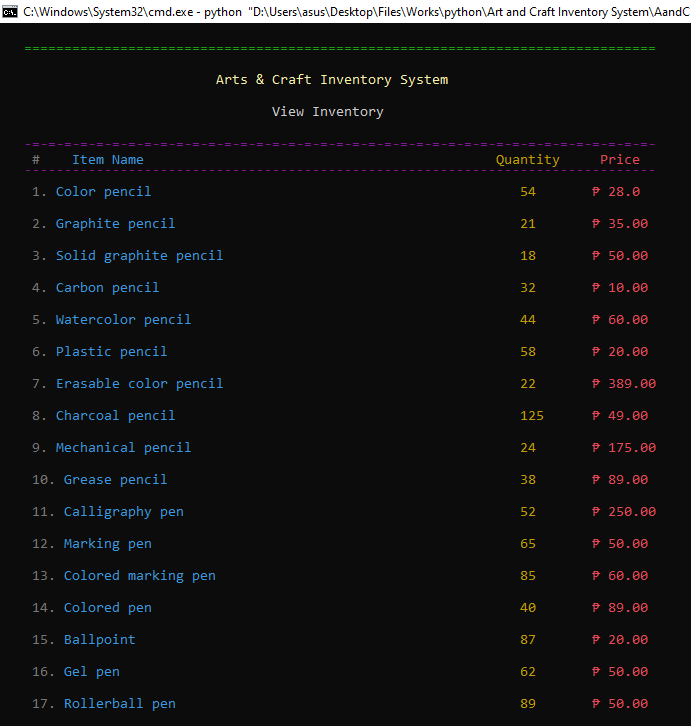 C:\Windows\System32\cmd.exe - python "D:\Users\asus\Desktop\Files\Works\python\Art and Craft Inventory System\AandC
===============================================================================
Arts & Craft Inventory System
View Inventory
-------------------------------------------------------------------------------
# Item Name Quantity Price
-------------------------------------------------------------------------------
1. Color pencil 54 ₱ 28.0
2. Graphite pencil 21 ₱ 35.00
3. Solid graphite pencil 18 ₱ 50.00
4. Carbon pencil 32 ₱ 10.00
5. Watercolor pencil 44 ₱ 60.00
6. Plastic pencil 58 ₱ 20.00
7. Erasable color pencil 22 ₱ 389.00
8. Charcoal pencil 125 ₱ 49.00
9. Mechanical pencil 24 ₱ 175.00
10. Grease pencil 38 ₱ 89.00
11. Calligraphy pen 52 ₱ 250.00
12. Marking pen 65 ₱ 50.00
13. Colored marking pen 85 ₱ 60.00
14. Colored pen 40 ₱ 89.00
15. Ballpoint 87 ₱ 20.00
16. Gel pen 62 ₱ 50.00
17. Rollerball pen 89 ₱ 50.00